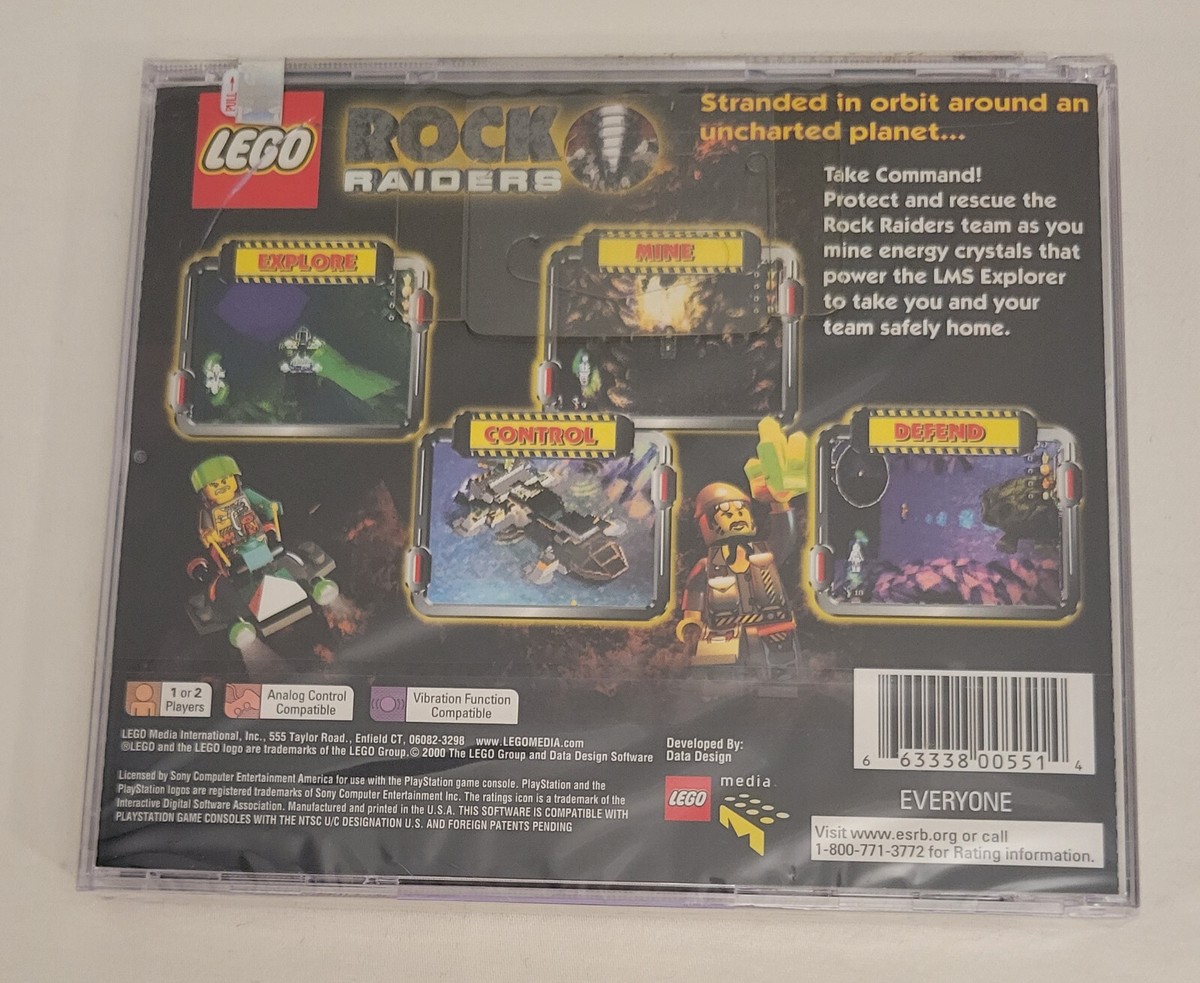 PULL
LEGO
ROCK
RAIDERS
Stranded in orbit around an
uncharted planet...
Take Command!
Protect and rescue the
Rock Raiders team as you
mine energy crystals that
power the LMS Explorer
to take you and your
team safely home.
EXPLORE
MINE
CONTROL
DEFEND
1 or 2
Players
Analog Control
Compatible
Vibration Function
Compatible
LEGO Media International, Inc., 555 Taylor Road., Enfield CT, 06082-3298 www.LEGOMEDIA.com
®LEGO and the LEGO logo are trademarks of the LEGO Group.© 2000 The LEGO Group and Data Design Software
Licensed by Sony Computer Entertainment America for use with the PlayStation game console. PlayStation and the
PlayStation logos are registered trademarks of Sony Computer Entertainment Inc. The ratings icon is a trademark of the
Interactive Digital Software Association. Manufactured and printed in the U.S.A. THIS SOFTWARE IS COMPATIBLE WITH
PLAYSTATION GAME CONSOLES WITH THE NTSC U/C DESIGNATION U.S. AND FOREIGN PATENTS PENDING
Developed By:
Data Design
LEGO media
6 63338 00551 4
EVERYONE
Visit www.esrb.org or call
1-800-771-3772 for Rating information.